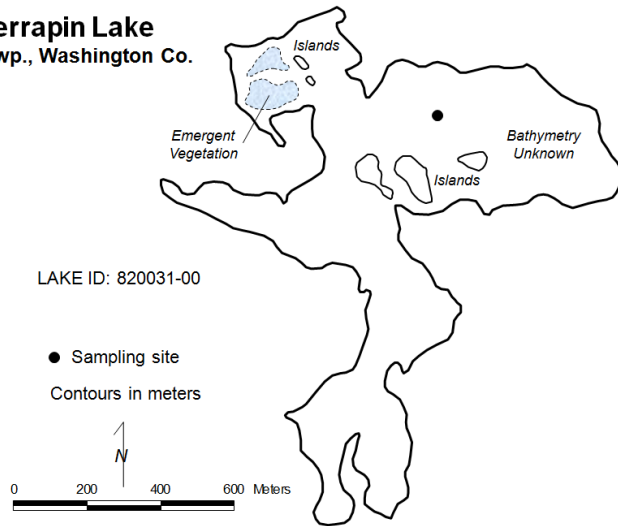 errapin Lake
wp., Washington Co.
Islands
Emergent
Vegetation
Bathymetry
Unknown
Islands
LAKE ID: 820031-00
Sampling site
Contours in meters
N
0 200 400 600 Meters